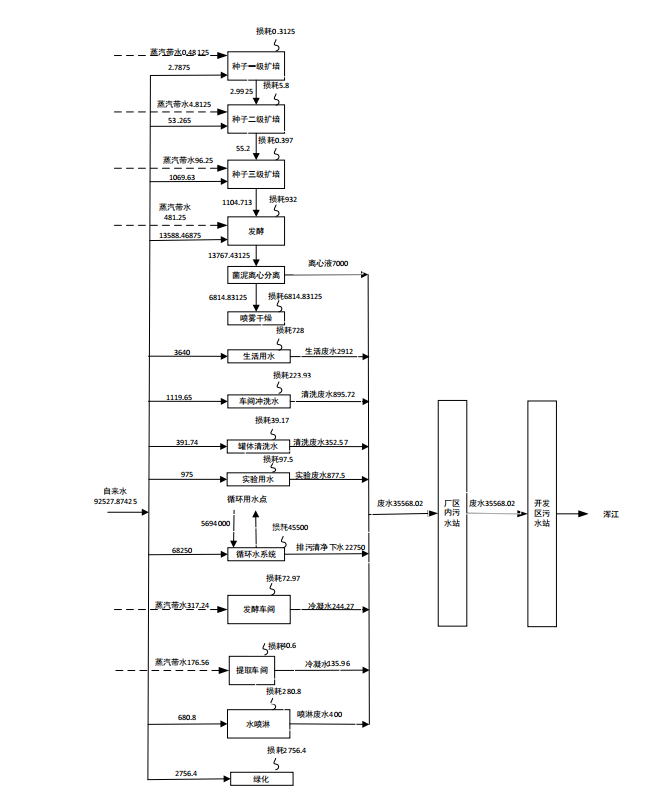 损耗0.3125
蒸汽带水0.48125
种子一级扩培
2.7875
2.9925
损耗5.8
蒸汽带水4.8125
种子二级扩培
53.265
55.2
损耗0.397
蒸汽带水96.25
种子三级扩培
1069.63
1104.713
损耗932
蒸汽带水
481.25
发酵
13588.46875
13767.43125
离心液7000
菌泥离心分离
6814.83125
损耗6814.83125
喷雾干燥
损耗728
3640
生活用水
生活废水2912
损耗223.93
1119.65
车间冲洗水
清洗废水895.72
损耗39.17
391.74
罐体清洗水
清洗废水352.57
损耗97.5
975
实验用水
实验废水877.5
自来水
92527.87425
循环用水点
5694000
损耗45500
68250
循环水系统
排污清净下水22750
废水35568.02
厂区内污水站
废水35568.02
开发区污水站
浑江
损耗72.97
蒸汽带水317.24
发酵车间
冷凝水244.27
损耗40.6
蒸汽带水176.56
提取车间
冷凝水135.96
损耗280.8
680.8
水喷淋
喷淋废水400
损耗2756.4
2756.4
绿化